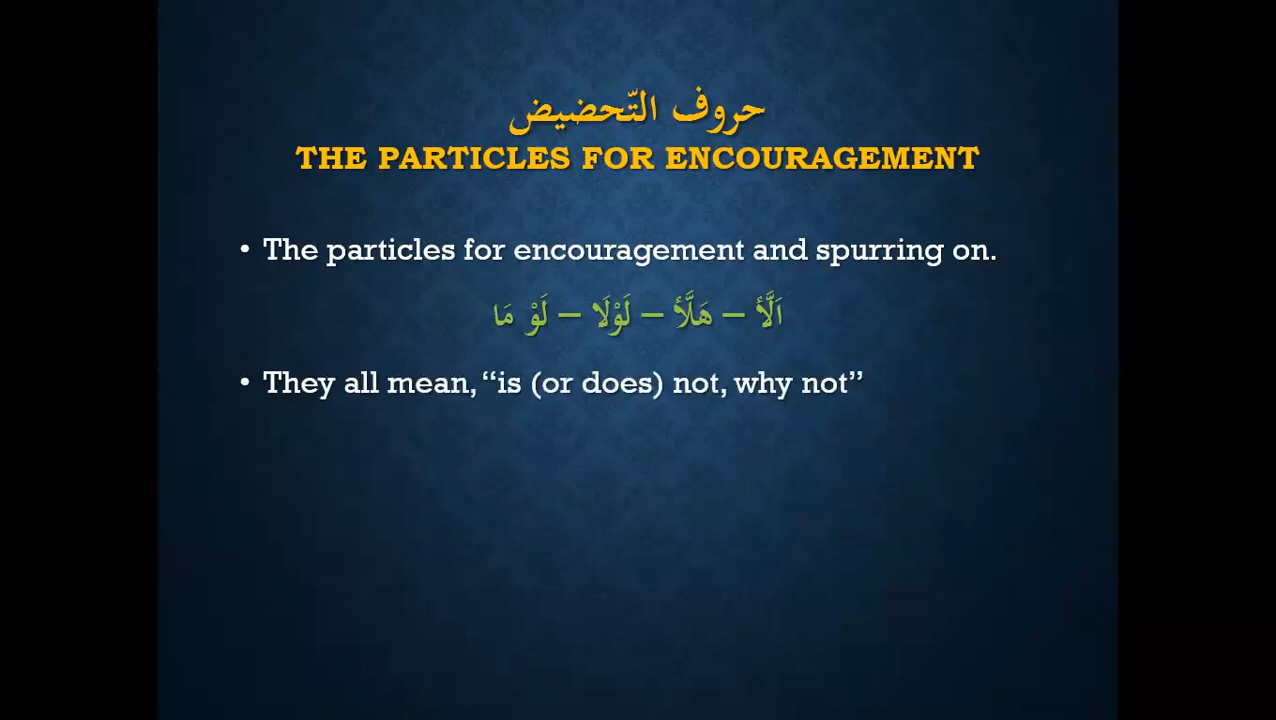 حروف التّحضيض
THE PARTICLES FOR ENCOURAGEMENT
• The particles for encouragement and spurring on.
اَلَّأ – هَلَّأ – لَوْلَا – لَوْ مَا
• They all mean, “is (or does) not, why not”